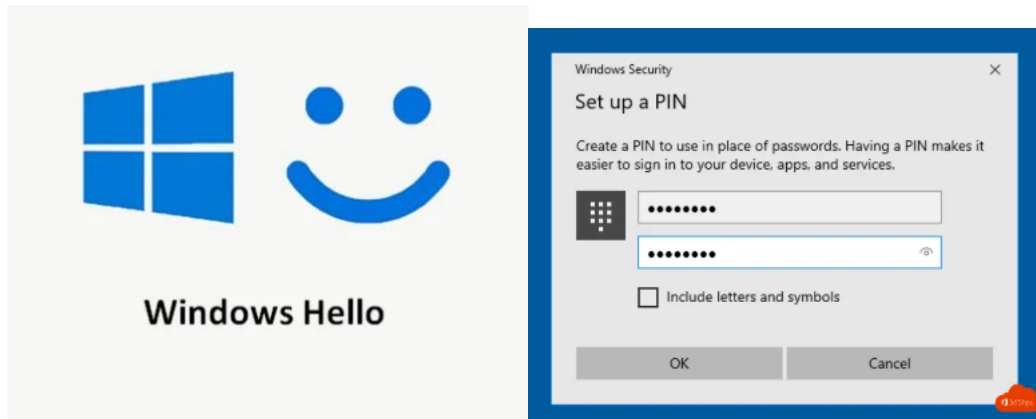 Windows Hello
Windows Security
Set up a PIN
Create a PIN to use in place of passwords. Having a PIN makes it
easier to sign in to your device, apps, and services.
Include letters and symbols
OK
Cancel